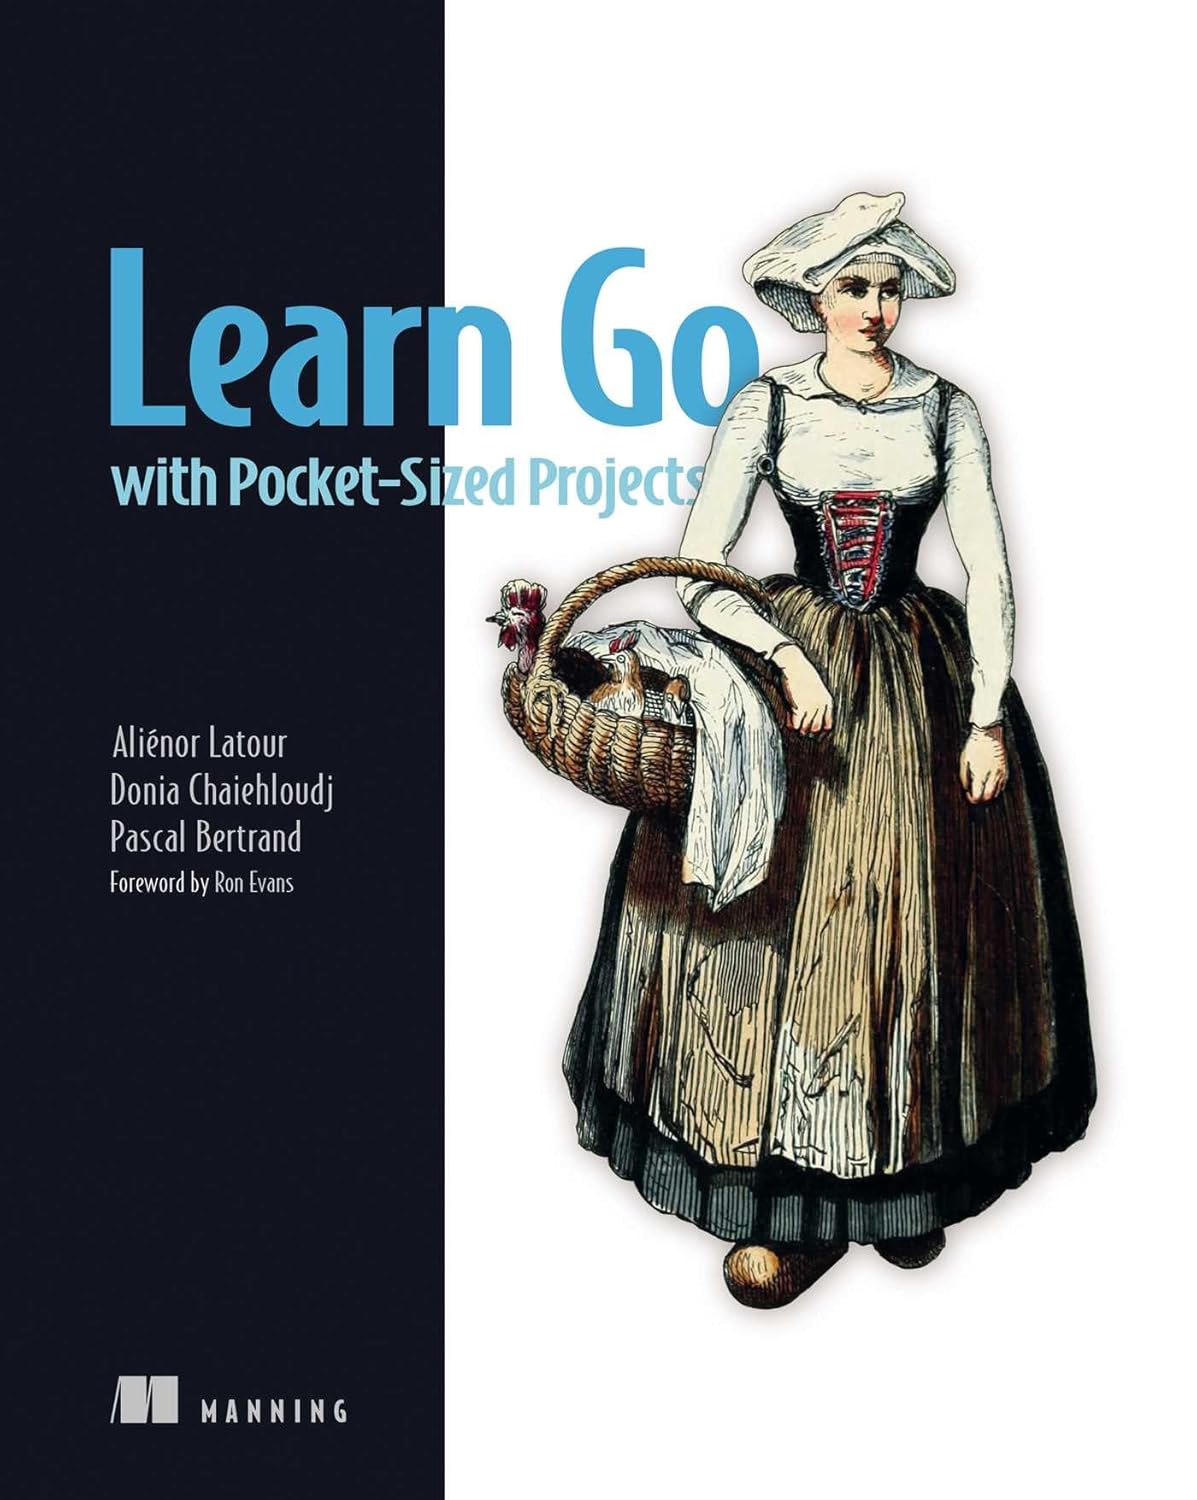 Learn Go
with Pocket-Sized Projects
Aliénor Latour
Donia Chaiehloudj
Pascal Bertrand
Foreword by Ron Evans
MANNING